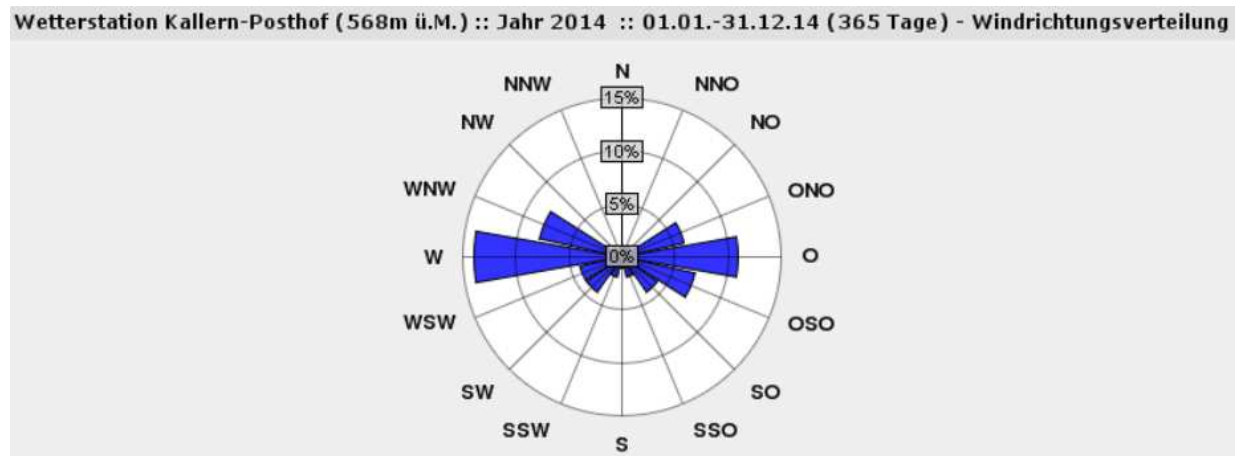 Wetterstation Kallern-Posthof (568m ü.M.) :: Jahr 2014 :: 01.01.-31.12.14 (365 Tage) - Windrichtungsverteilung
N
NNW NNO
15%
NW NO
10%
WNW ONO
5%
W 0% O
WSW OSO
SW SO
SSW SSO
S